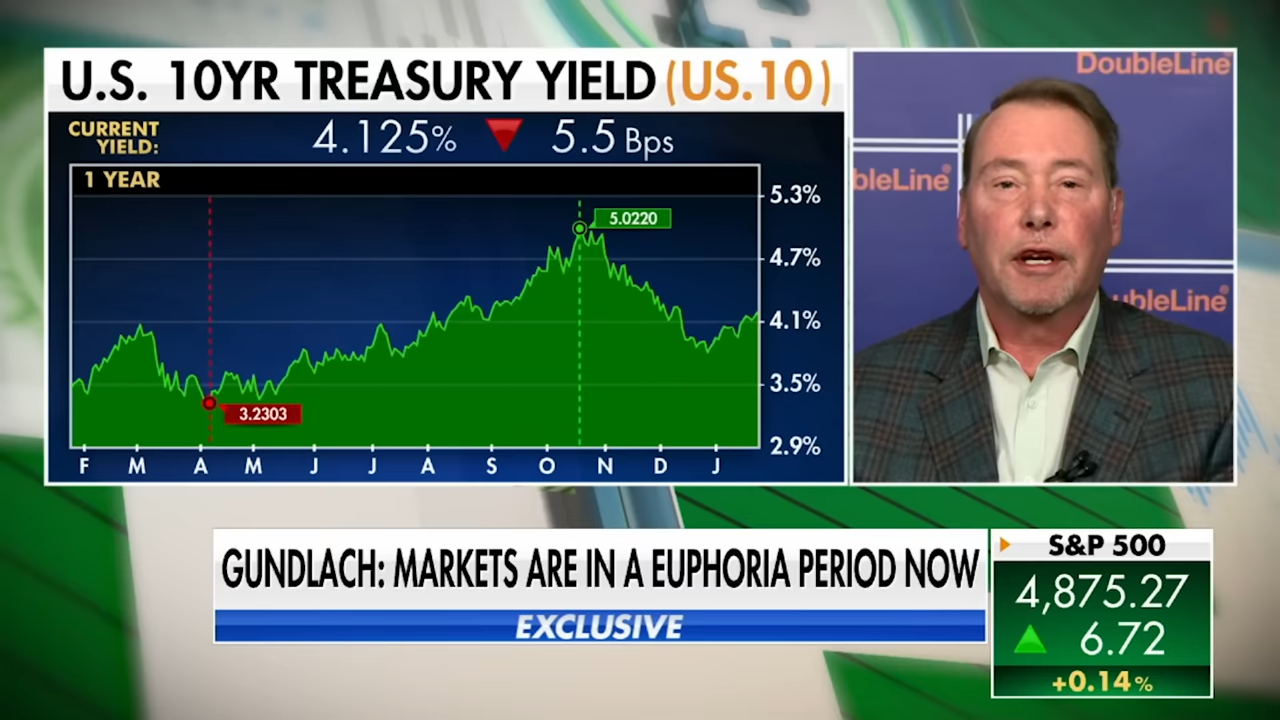 U.S. 10YR TREASURY YIELD (US.10)
CURRENT YIELD:
4.125% ▼ 5.5 Bps
1 YEAR
5.3%
5.0220
4.7%
4.1%
3.5%
3.2303
2.9%
F M A M J J A S O N D J
DoubleLine
bleLine®
ubleLine®
GUNDLACH: MARKETS ARE IN A EUPHORIA PERIOD NOW
EXCLUSIVE
S&P 500
4,875.27
▲ 6.72
+0.14%